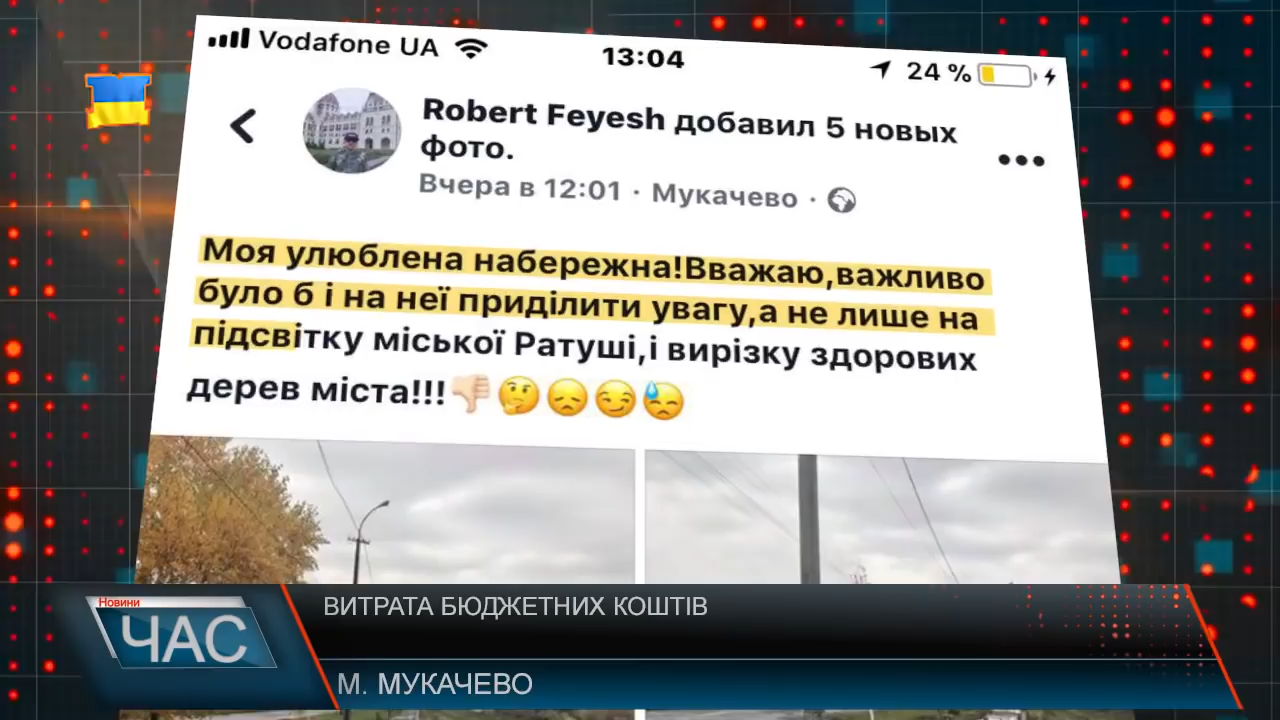 Vodafone UA 13:04 24 %
Robert Feyesh добавил 5 новых
фото.
Вчера в 12:01 · Мукачево ·
Моя улюблена набережна!Вважаю,важливо
було б і на неї приділити увагу,а не лише на
підсвітку міської Ратуші,і вирізку здорових
дерев міста!!!👎🏻🤔😞😏😓
Новини
ЧАС
ВИТРАТА БЮДЖЕТНИХ КОШТІВ
М. МУКАЧЕВО